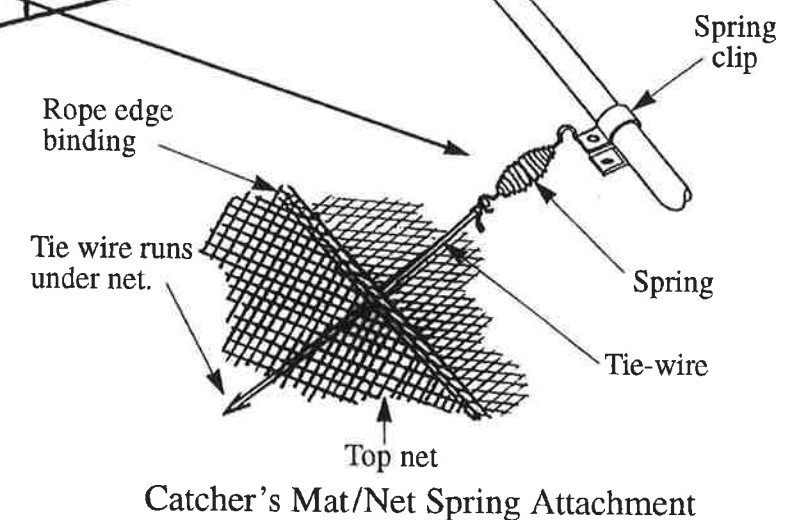 Spring
clip
Rope edge
binding
Tie wire runs
under net.
Spring
Tie-wire
Top net
Catcher's Mat/Net Spring Attachment